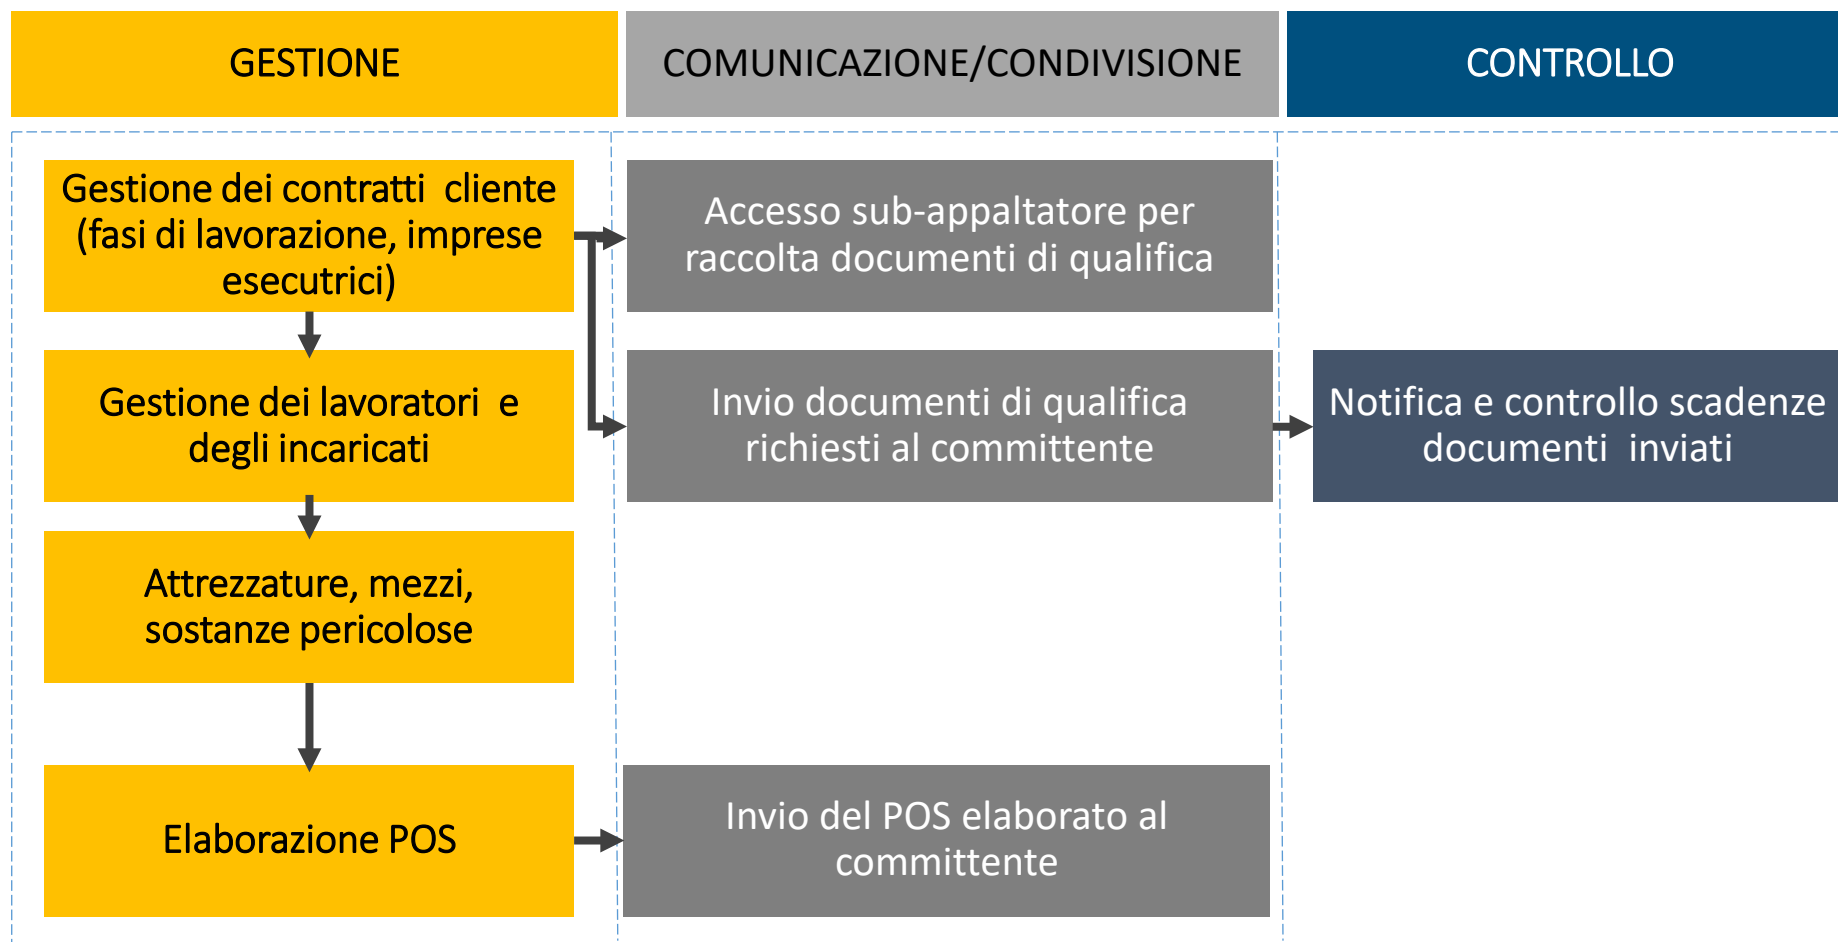 GESTIONE
COMUNICAZIONE/CONDIVISIONE
CONTROLLO
Gestione dei contratti cliente
(fasi di lavorazione, imprese
esecutrici)
Accesso sub-appaltatore per
raccolta documenti di qualifica
Gestione dei lavoratori e
degli incaricati
Invio documenti di qualifica
richiesti al committente
Notifica e controllo scadenze
documenti inviati
Attrezzature, mezzi,
sostanze pericolose
Elaborazione POS
Invio del POS elaborato al
committente